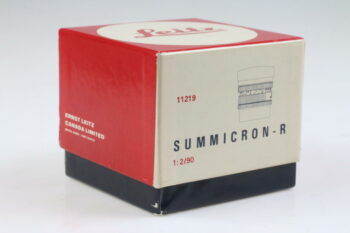 Leitz
ERNST LEITZ
CANADA LIMITED
11219
SUMMICRON-R
1:2/90